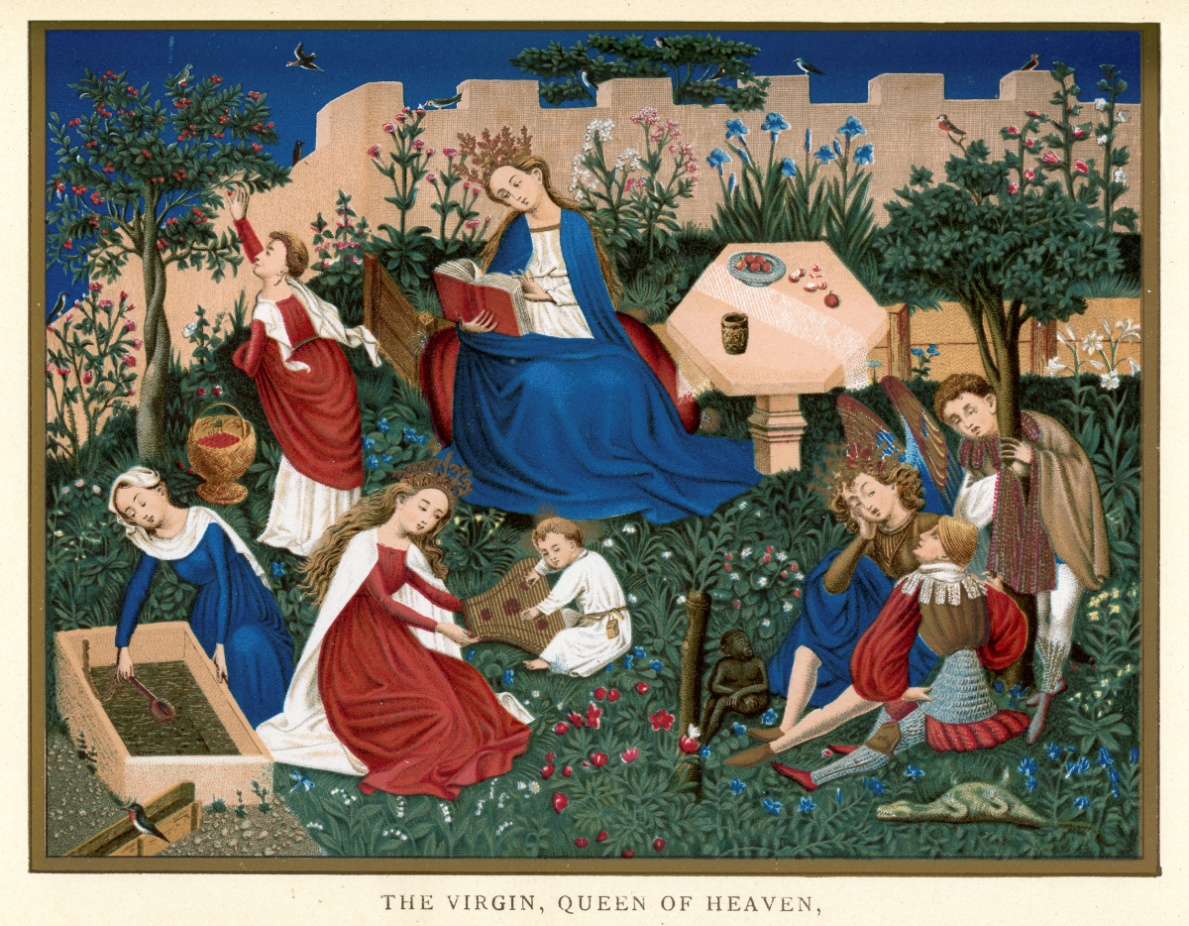 THE VIRGIN, QUEEN OF HEAVEN,